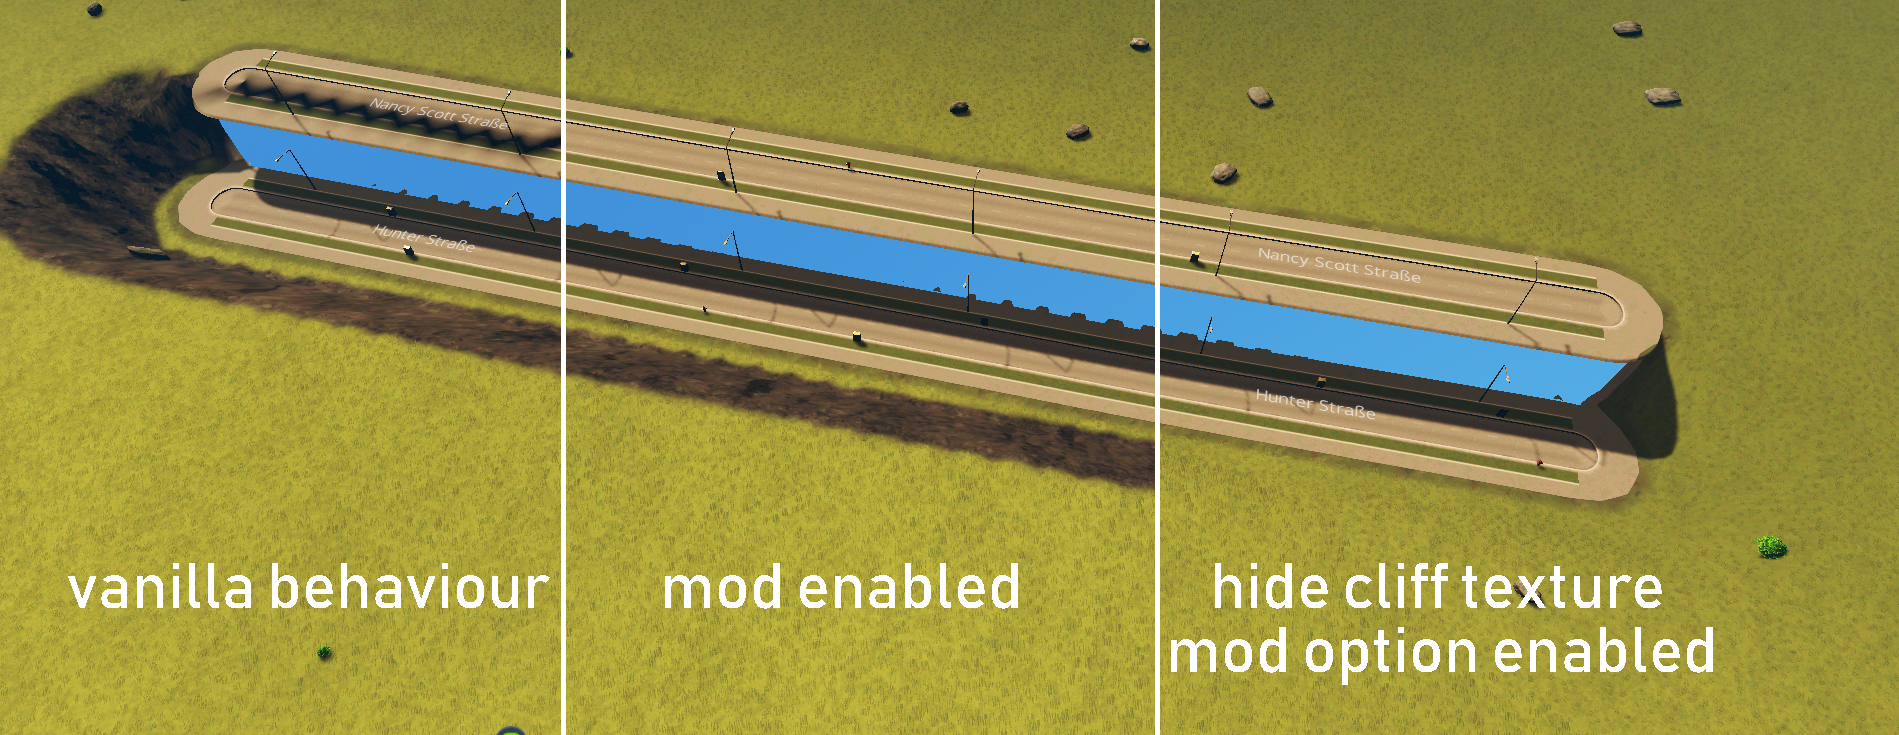 Nancy Scott Straße
Hunter Straße
Nancy Scott Straße
Hunter Straße
vanilla behaviour
mod enabled
hide cliff texture
mod option enabled